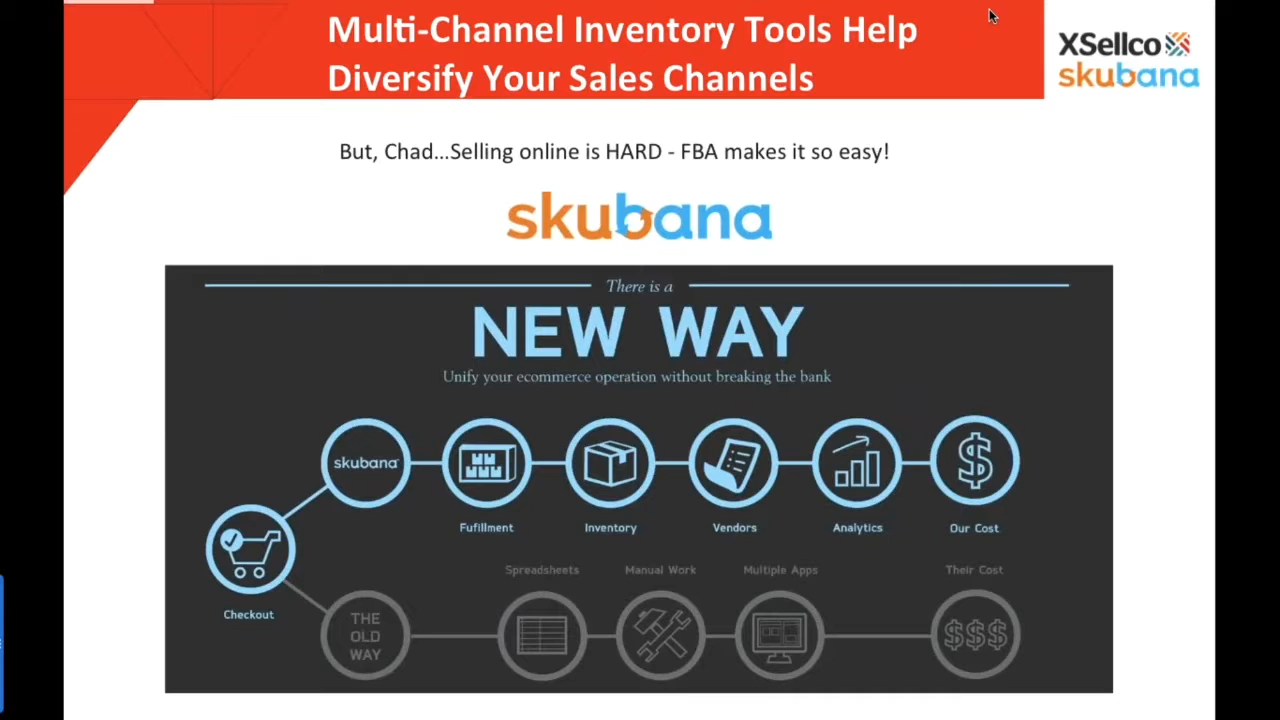 Multi-Channel Inventory Tools Help
Diversify Your Sales Channels
XSellco
skubana
But, Chad...Selling online is HARD - FBA makes it so easy!
skubana
There is a
NEW WAY
Unify your ecommerce operation without breaking the bank
skubana
Fufillment
Inventory
Vendors
Analytics
Our Cost
$
Checkout
Spreadsheets
Manual Work
Multiple Apps
Their Cost
THE
OLD
WAY
$$$